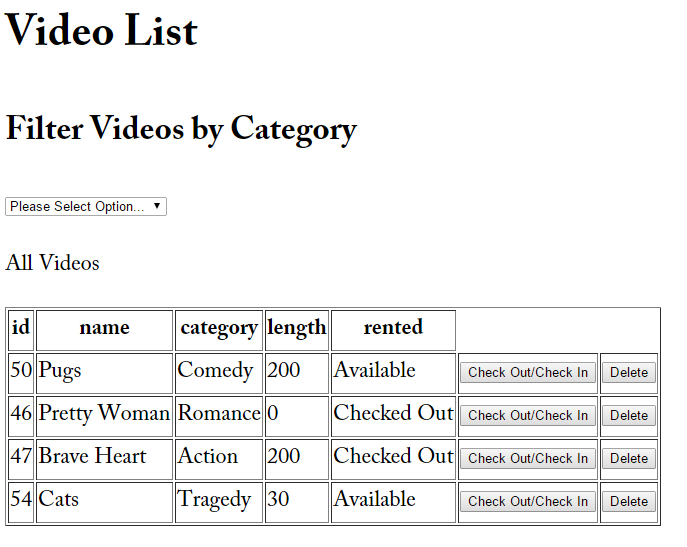 Video List
Filter Videos by Category
Please Select Option...
All Videos
id name category length rented
50 Pugs Comedy 200 Available Check Out/Check In Delete
46 Pretty Woman Romance 0 Checked Out Check Out/Check In Delete
47 Brave Heart Action 200 Checked Out Check Out/Check In Delete
54 Cats Tragedy 30 Available Check Out/Check In Delete